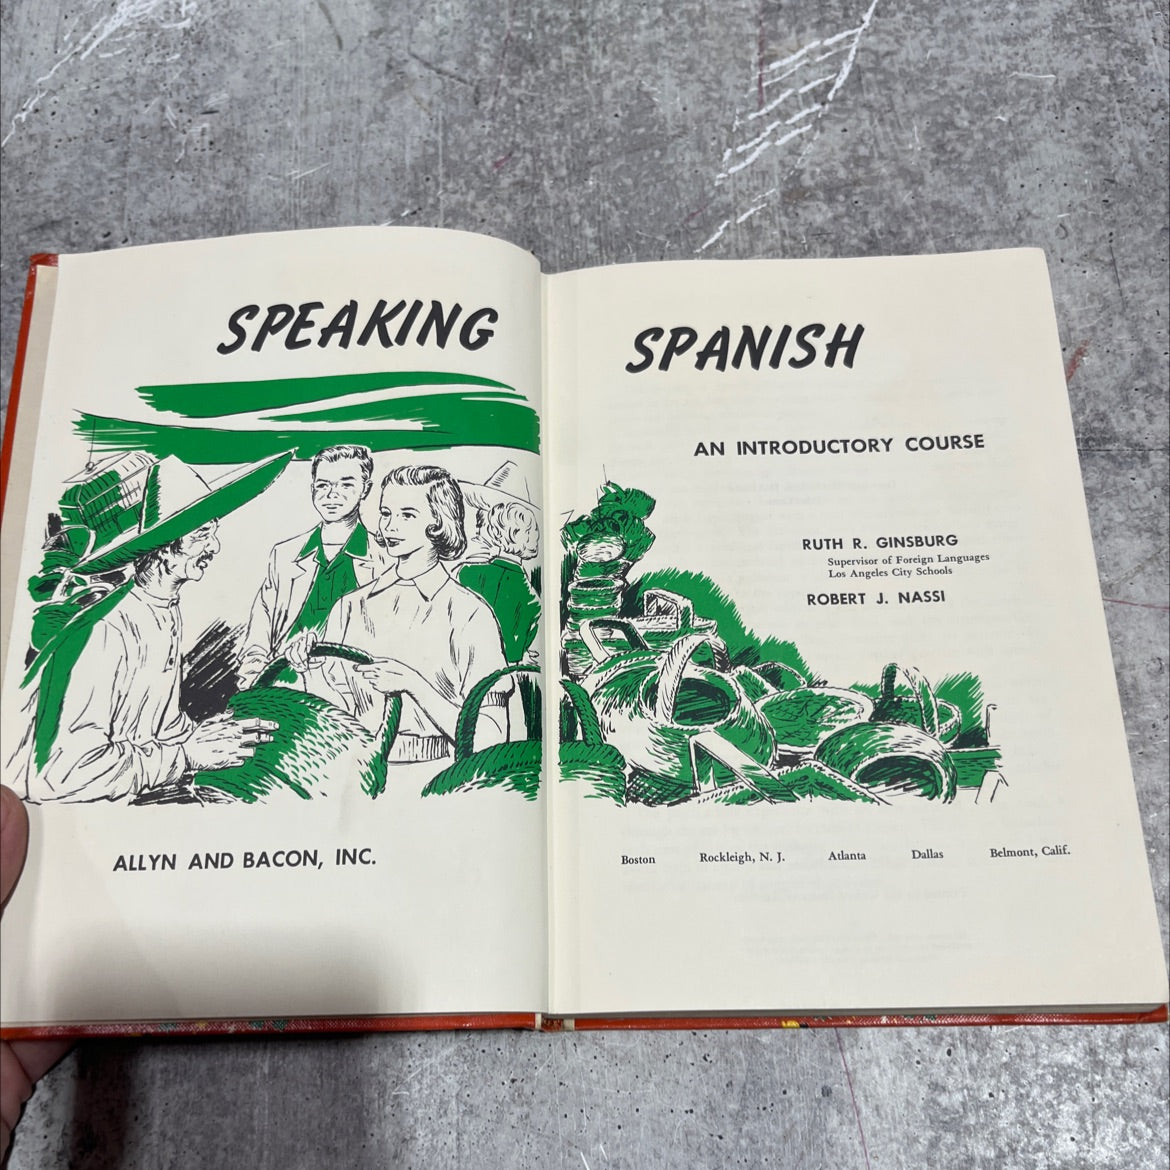 SPEAKING SPANISH
AN INTRODUCTORY COURSE
RUTH R. GINSBURG
Supervisor of Foreign Languages
Los Angeles City Schools
ROBERT J. NASSI
ALLYN AND BACON, INC.
Boston Rockleigh, N. J. Atlanta Dallas Belmont, Calif.